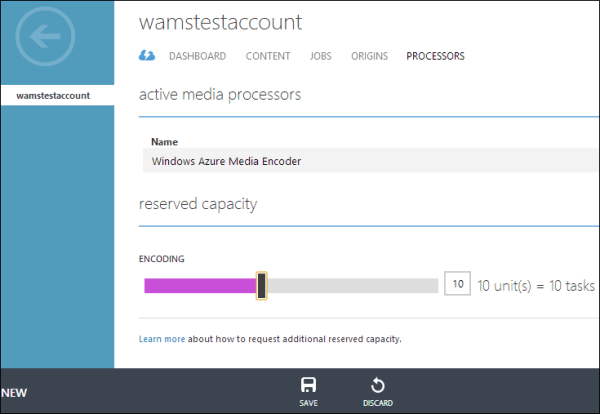 wamstestaccount
DASHBOARD CONTENT JOBS ORIGINS PROCESSORS
wamstestaccount
active media processors
Name
Windows Azure Media Encoder
reserved capacity
ENCODING
10 10 unit(s) = 10 tasks
Learn more about how to request additional reserved capacity.
NEW SAVE DISCARD